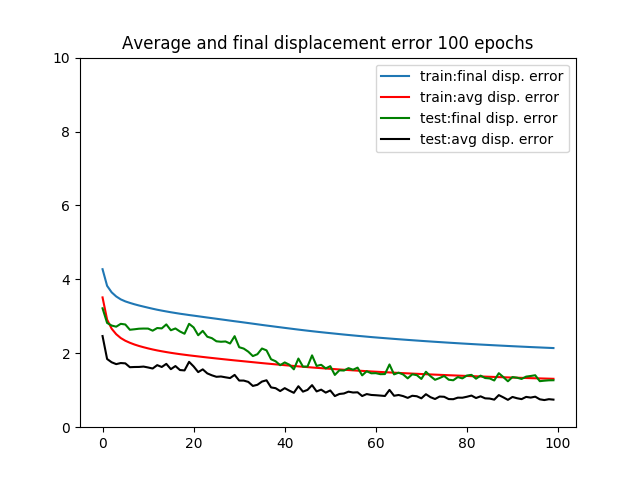 Average and final displacement error 100 epochs
train:final disp. error
train:avg disp. error
test:final disp. error
test:avg disp. error
10
8
6
4
2
0
0 20 40 60 80 100